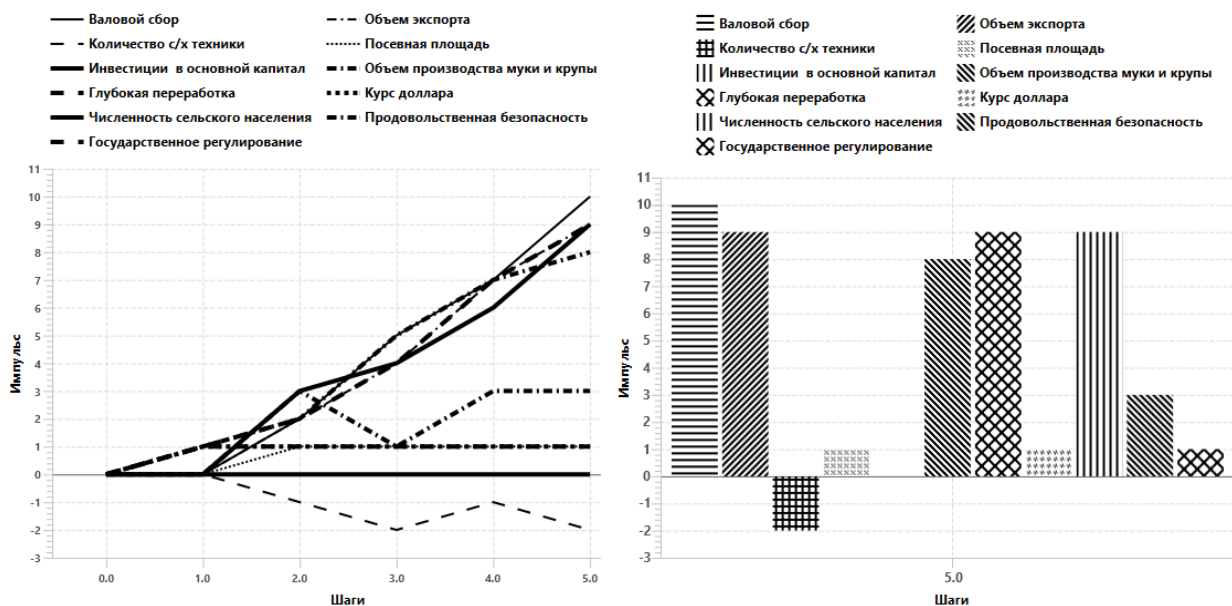 Валовой сбор
Объем экспорта
Количество с/х техники
Посевная площадь
Инвестиции в основной капитал
Объем производства муки и крупы
Глубокая переработка
Курс доллара
Численность сельского населения
Продовольственная безопасность
Государственное регулирование
11
10
9
8
7
6
5
4
3
2
1
0
-1
-2
-3
Импульс
0.0 1.0 2.0 3.0 4.0 5.0
Шаги
Валовой сбор
Объем экспорта
Количество с/х техники
Посевная площадь
Инвестиции в основной капитал
Объем производства муки и крупы
Глубокая переработка
Курс доллара
Численность сельского населения
Продовольственная безопасность
Государственное регулирование
11
10
9
8
7
6
5
4
3
2
1
0
-1
-2
-3
Импульс
5.0
Шаги